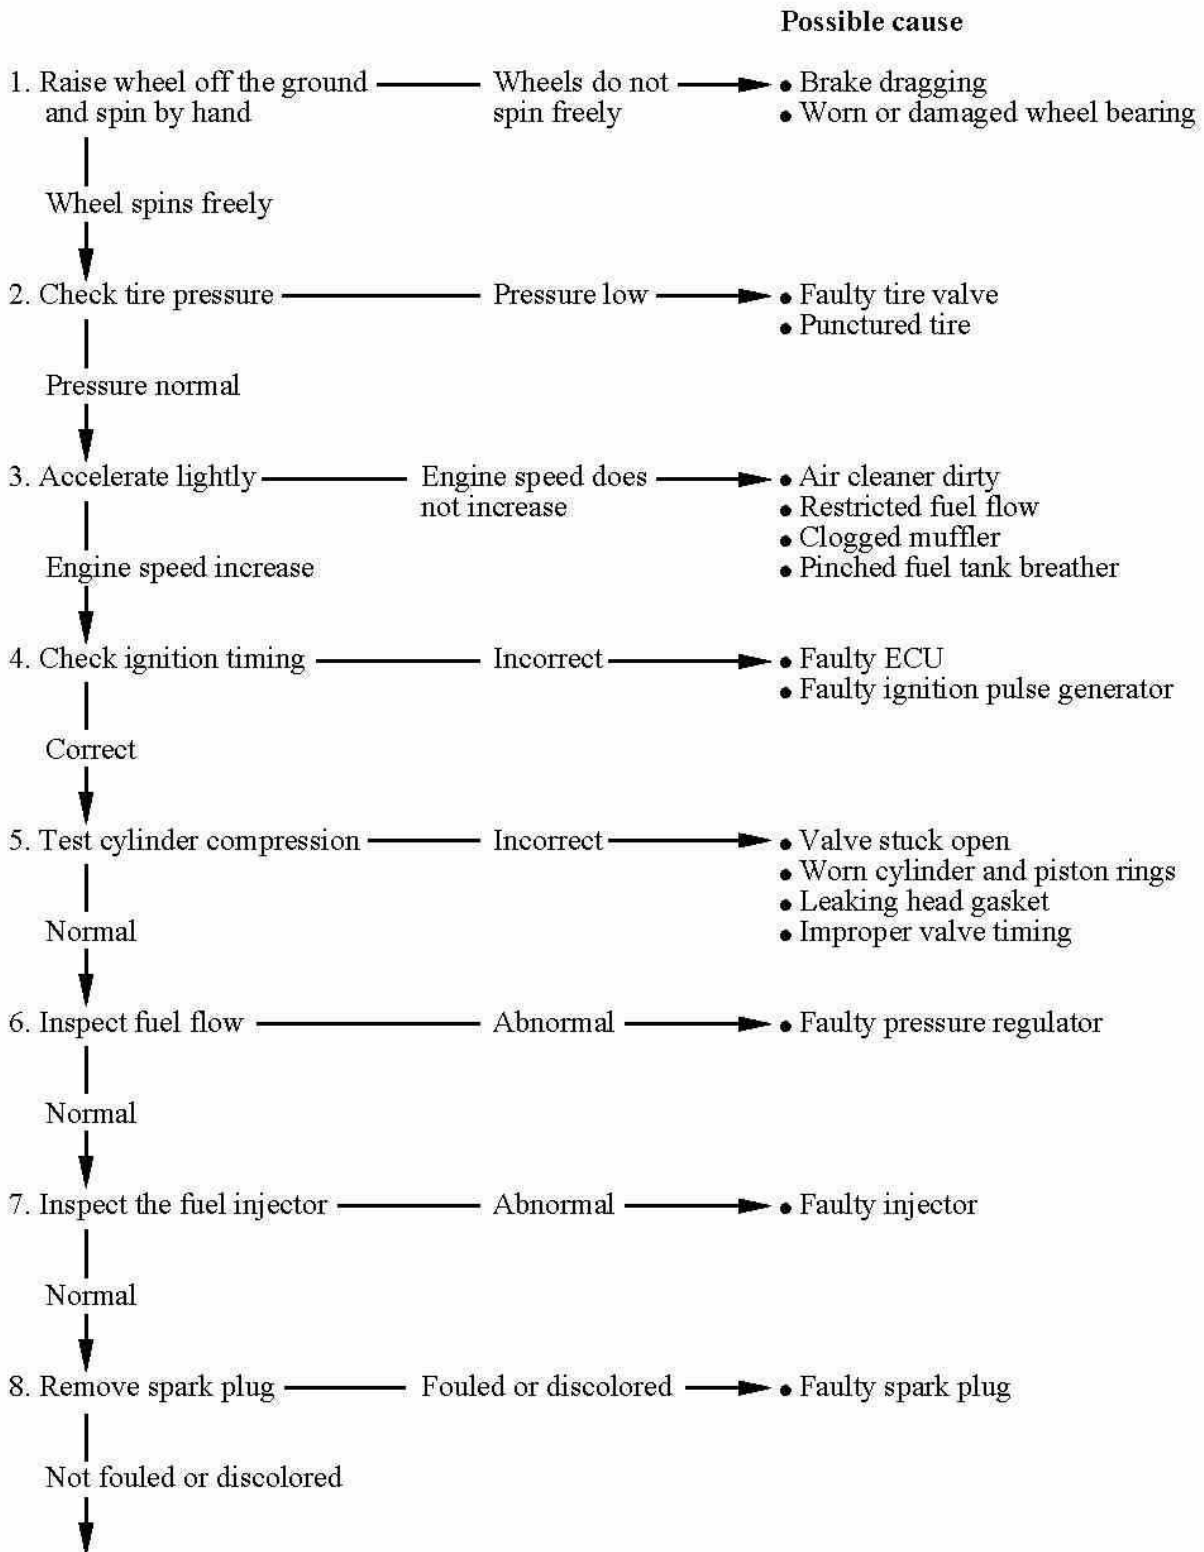 Possible cause
1. Raise wheel off the ground
and spin by hand
Wheels do not
spin freely
• Brake dragging
• Worn or damaged wheel bearing
Wheel spins freely
2. Check tire pressure
Pressure low
• Faulty tire valve
• Punctured tire
Pressure normal
3. Accelerate lightly
Engine speed does
not increase
• Air cleaner dirty
• Restricted fuel flow
• Clogged muffler
• Pinched fuel tank breather
Engine speed increase
4. Check ignition timing
Incorrect
• Faulty ECU
• Faulty ignition pulse generator
Correct
5. Test cylinder compression
Incorrect
• Valve stuck open
• Worn cylinder and piston rings
• Leaking head gasket
• Improper valve timing
Normal
6. Inspect fuel flow
Abnormal
• Faulty pressure regulator
Normal
7. Inspect the fuel injector
Abnormal
• Faulty injector
Normal
8. Remove spark plug
Fouled or discolored
• Faulty spark plug
Not fouled or discolored